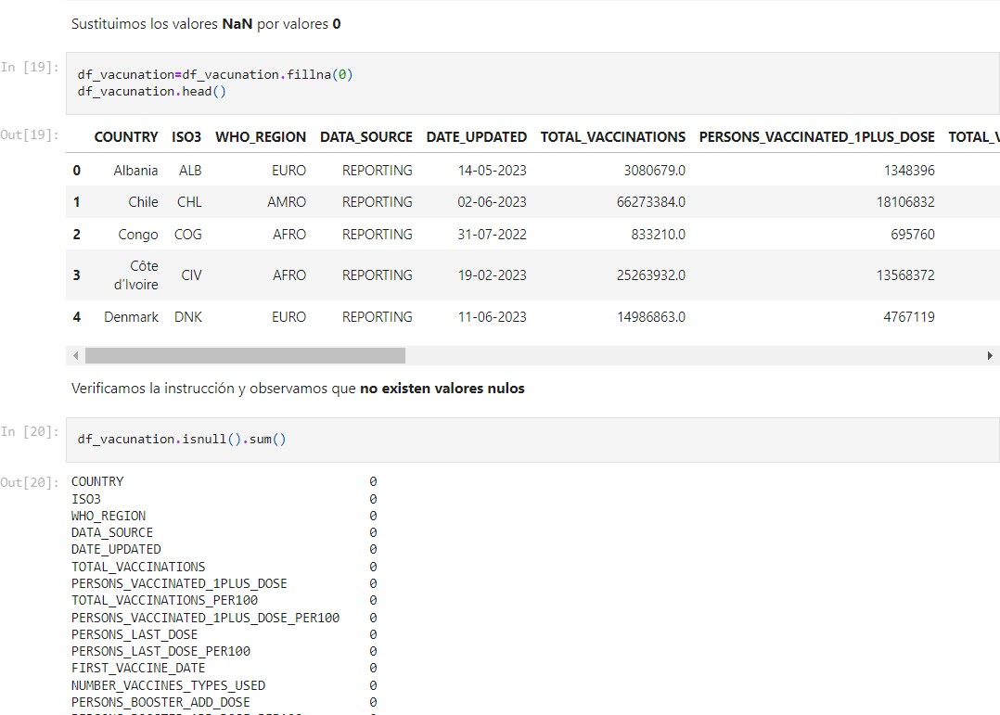 Sustituimos los valores NaN por valores 0
In [19]:
df_vacunation=df_vacunation.fillna(0)
df_vacunation.head()
Out[19]:
COUNTRY ISO3 WHO_REGION DATA_SOURCE DATE_UPDATED TOTAL_VACCINATIONS PERSONS_VACCINATED_1PLUS_DOSE TOTAL_V
0 Albania ALB EURO REPORTING 14-05-2023 3080679.0 1348396
1 Chile CHL AMRO REPORTING 02-06-2023 66273384.0 18106832
2 Congo COG AFRO REPORTING 31-07-2022 833210.0 695760
3 Côte d’Ivoire CIV AFRO REPORTING 19-02-2023 25263932.0 13568372
4 Denmark DNK EURO REPORTING 11-06-2023 14986863.0 4767119
Verificamos la instrucción y observamos que no existen valores nulos
In [20]:
df_vacunation.isnull().sum()
Out[20]:
COUNTRY 0
ISO3 0
WHO_REGION 0
DATA_SOURCE 0
DATE_UPDATED 0
TOTAL_VACCINATIONS 0
PERSONS_VACCINATED_1PLUS_DOSE 0
TOTAL_VACCINATIONS_PER100 0
PERSONS_VACCINATED_1PLUS_DOSE_PER100 0
PERSONS_LAST_DOSE 0
PERSONS_LAST_DOSE_PER100 0
FIRST_VACCINE_DATE 0
NUMBER_VACCINES_TYPES_USED 0
PERSONS_BOOSTER_ADD_DOSE 0